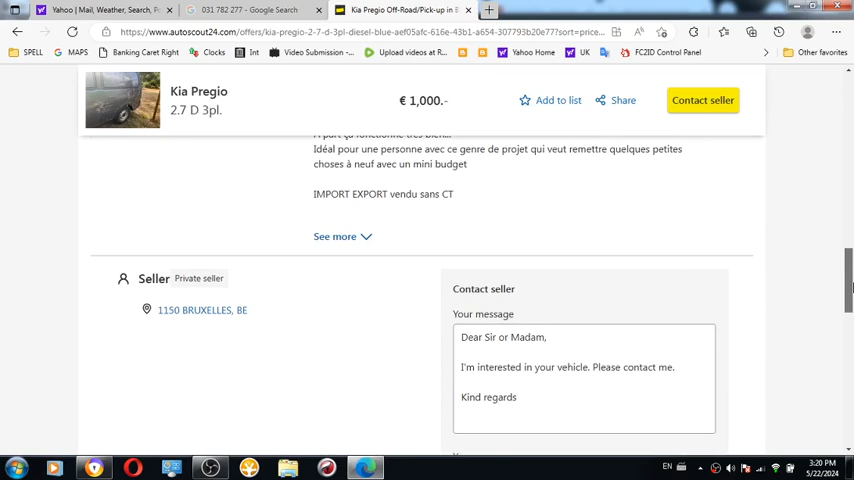 Yahoo | Mail, Weather, Search, Po
031 782 277 - Google Search
Kia Pregio Off-Road/Pick-up in B
https://www.autoscout24.com/offers/kia-pregio-2-7-d-3pl-diesel-blue-aef05afc-616e-43b1-a654-307793b20e77?sort=price...
SPELL
MAPS
Banking Caret Right
Clocks
Int
Video Submission -...
Upload videos at R...
Yahoo Home
UK
FC2ID Control Panel
Other favorites
Kia Pregio
2.7 D 3pl.
€ 1,000.-
Add to list
Share
Contact seller
A part ça fonctionne très bien...
Idéal pour une personne avec ce genre de projet qui veut remettre quelques petites
choses à neuf avec un mini budget
IMPORT EXPORT vendu sans CT
See more
Seller
Private seller
1150 BRUXELLES, BE
Contact seller
Your message
Dear Sir or Madam,
I'm interested in your vehicle. Please contact me.
Kind regards
EN
3:20 PM
5/22/2024